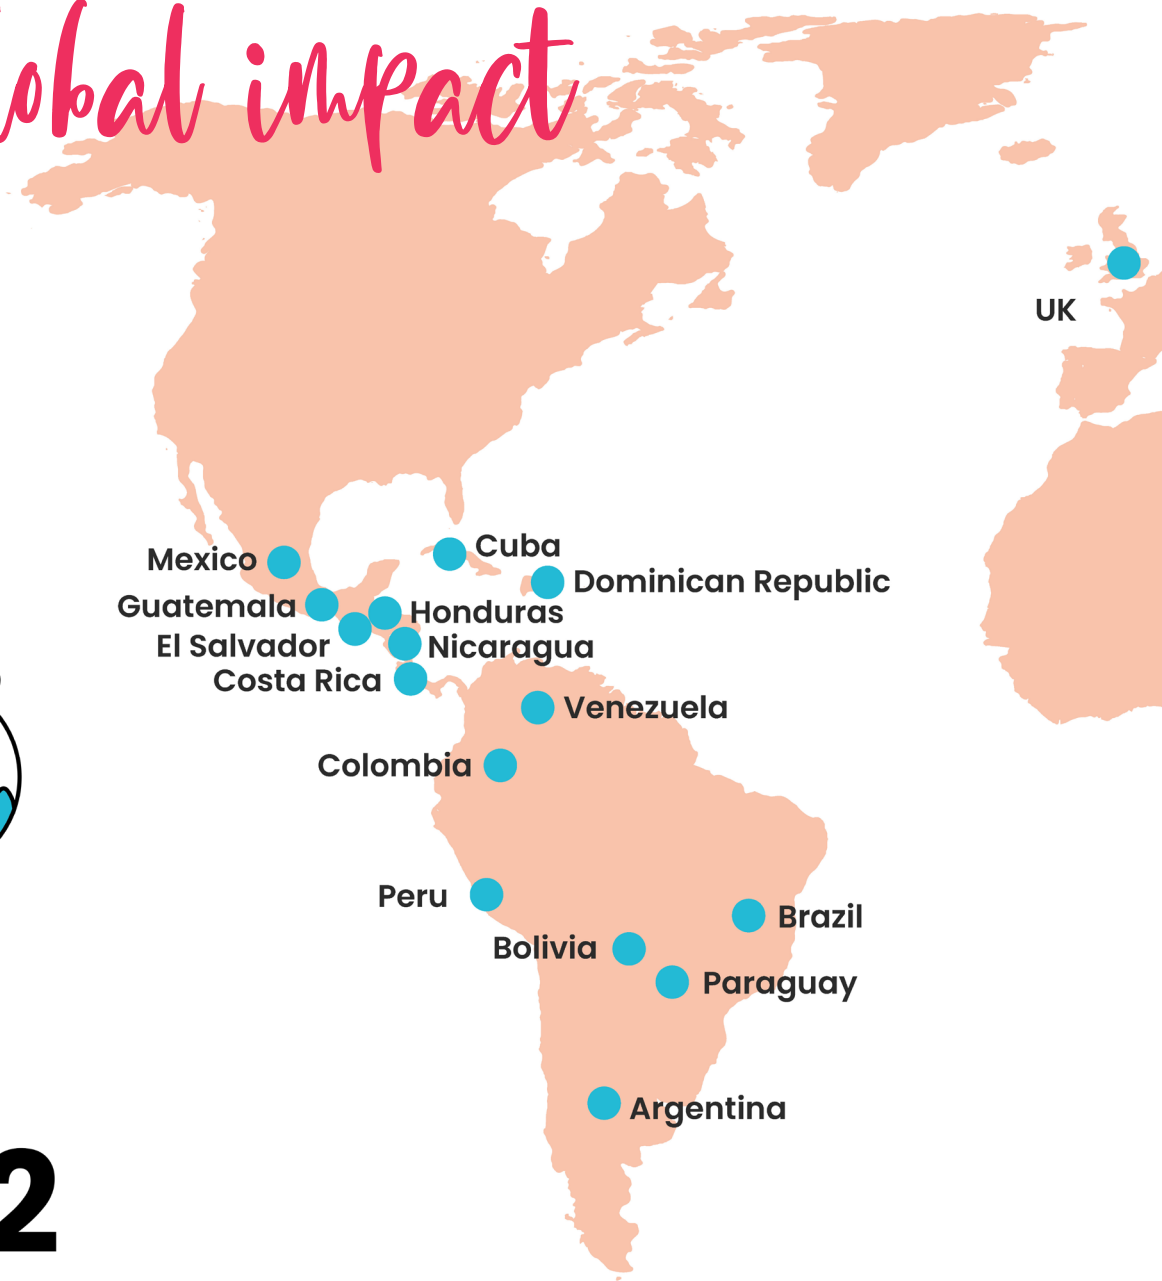 lobal impact
UK
Cuba
Mexico
Dominican Republic
Guatemala
Honduras
El Salvador
Nicaragua
Costa Rica
Venezuela
Colombia
Peru
Brazil
Bolivia
Paraguay
Argentina
2